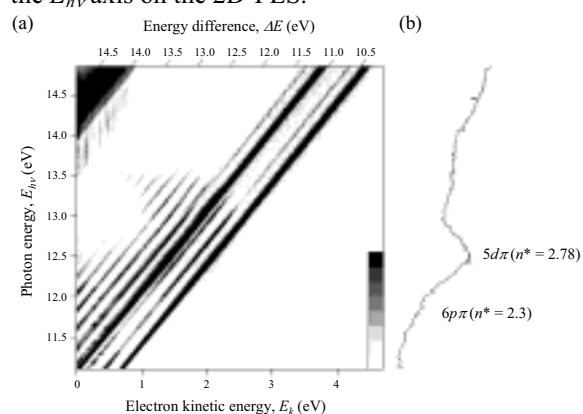 the E_hν axis on the 2D-PES.
(a)
Energy difference, ΔE (eV)
(b)
14.5 14.0 13.5 13.0 12.5 12.0 11.5 11.0 10.5
14.5
14.0
13.5
13.0
12.5
12.0
11.5
Photon energy, E_hν (eV)
5dπ (n* = 2.78)
6pπ (n* = 2.3)
0 1 2 3 4
Electron kinetic energy, E_k (eV)